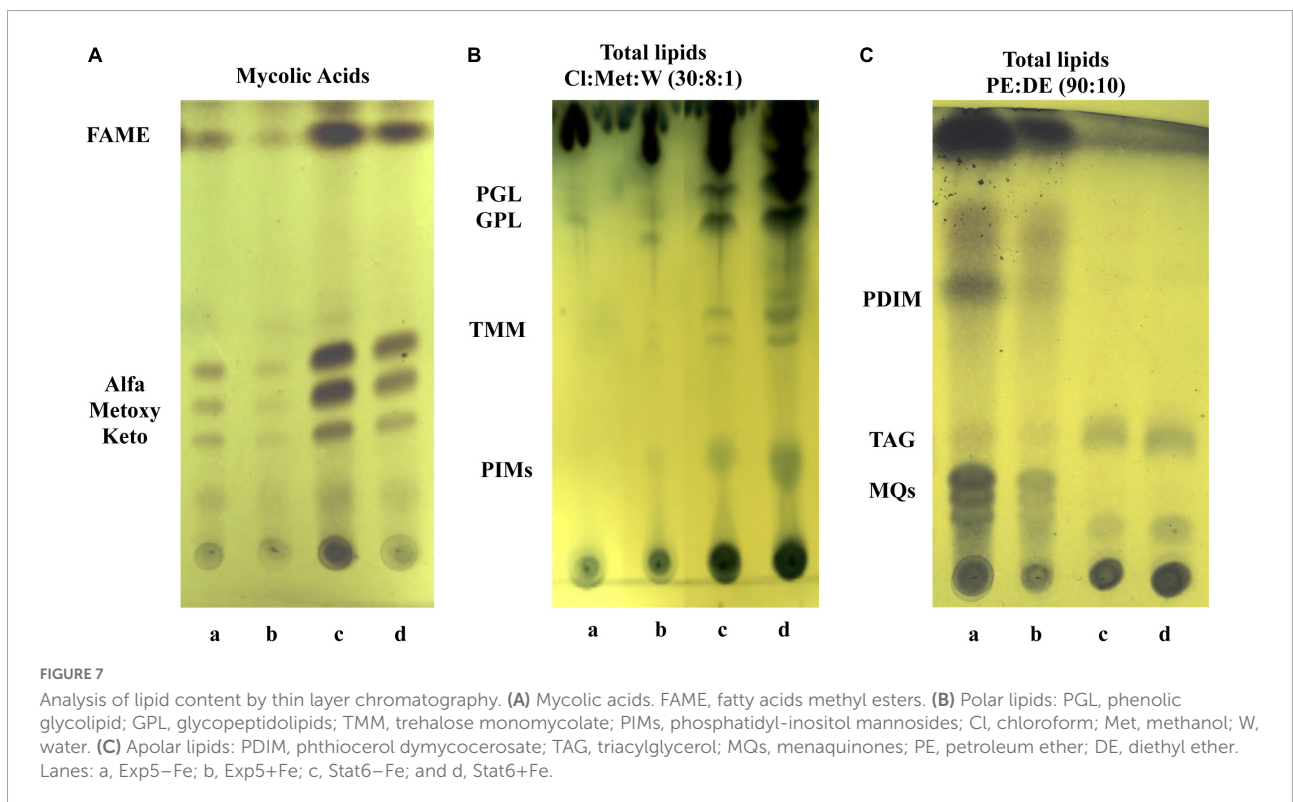 A
Mycolic Acids
FAME
Alfa
Metoxy
Keto
a b c d
B
Total lipids
Cl:Met:W (30:8:1)
PGL
GPL
TMM
PIMs
a b c d
C
Total lipids
PE:DE (90:10)
PDIM
TAG
MQs
a b c d
FIGURE 7
Analysis of lipid content by thin layer chromatography. (A) Mycolic acids. FAME, fatty acids methyl esters. (B) Polar lipids: PGL, phenolic
glycolipid; GPL, glycopeptidolipids; TMM, trehalose monomycolate; PIMs, phosphatidyl-inositol mannosides; Cl, chloroform; Met, methanol; W,
water. (C) Apolar lipids: PDIM, phthiocerol dymycocerosate; TAG, triacylglycerol; MQs, menaquinones; PE, petroleum ether; DE, diethyl ether.
Lanes: a, Exp5–Fe; b, Exp5+Fe; c, Stat6–Fe; and d, Stat6+Fe.